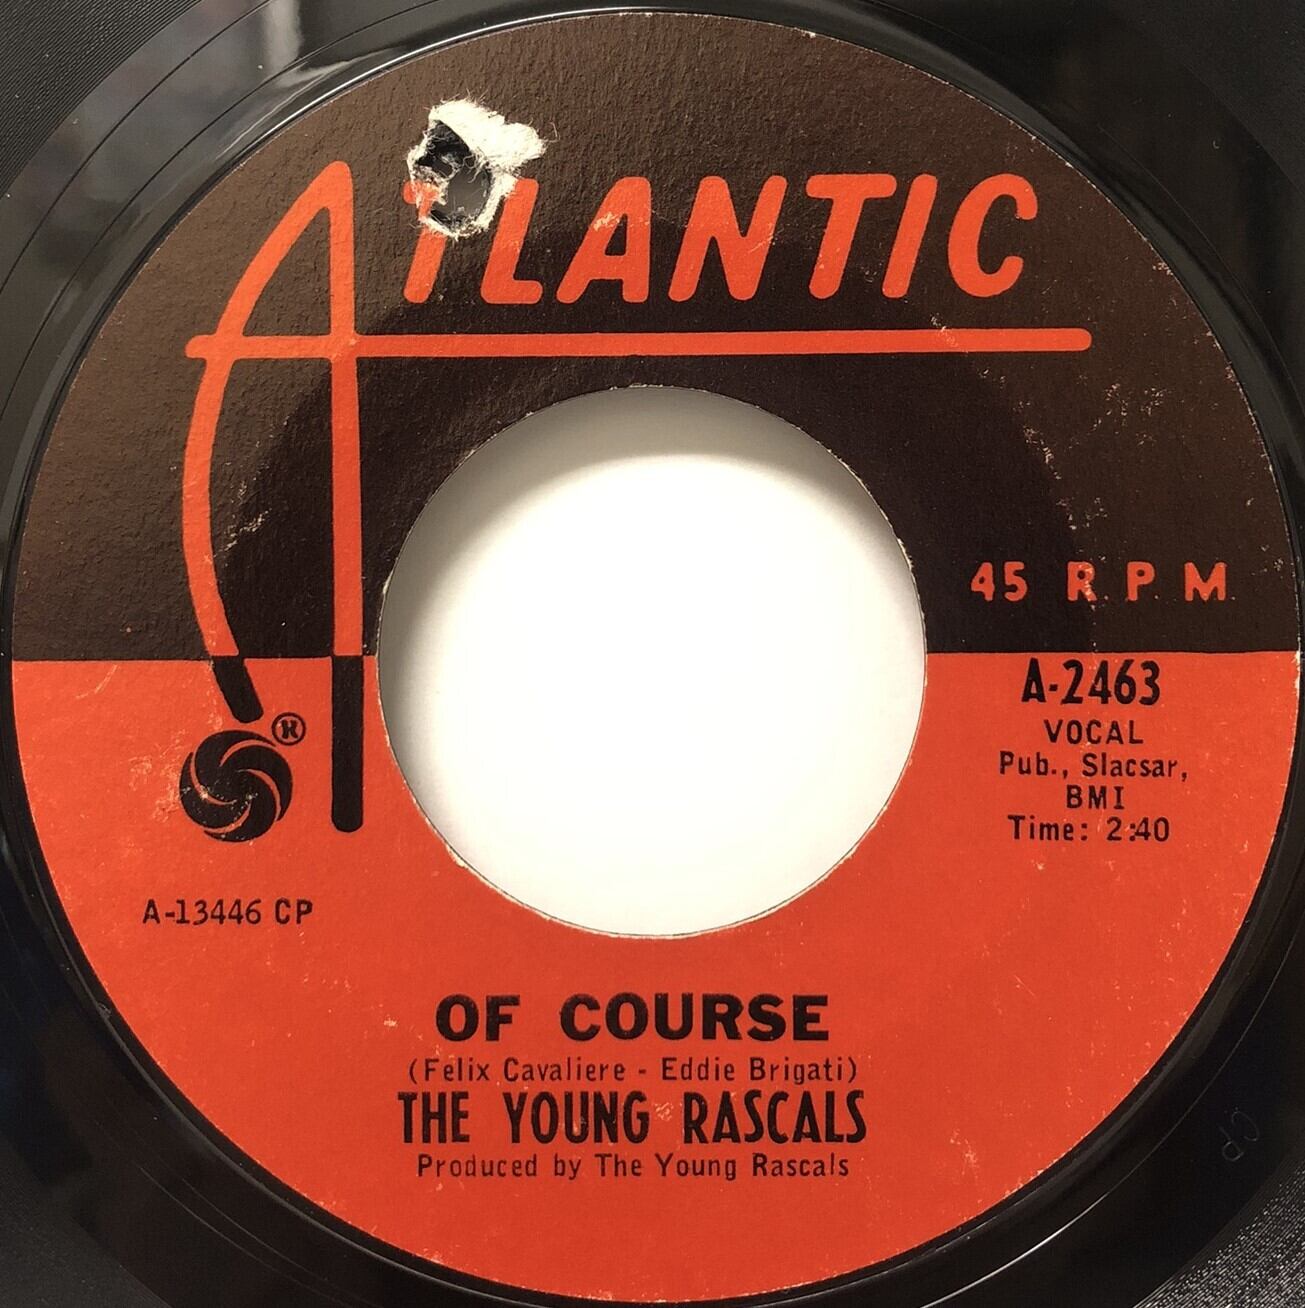 ATLANTIC
45 R.P.M.
A-2463
VOCAL
Pub., Slacsar,
BMI
Time: 2:40
®
A-13446 CP
OF COURSE
(Felix Cavaliere - Eddie Brigati)
THE YOUNG RASCALS
Produced by The Young Rascals
CP